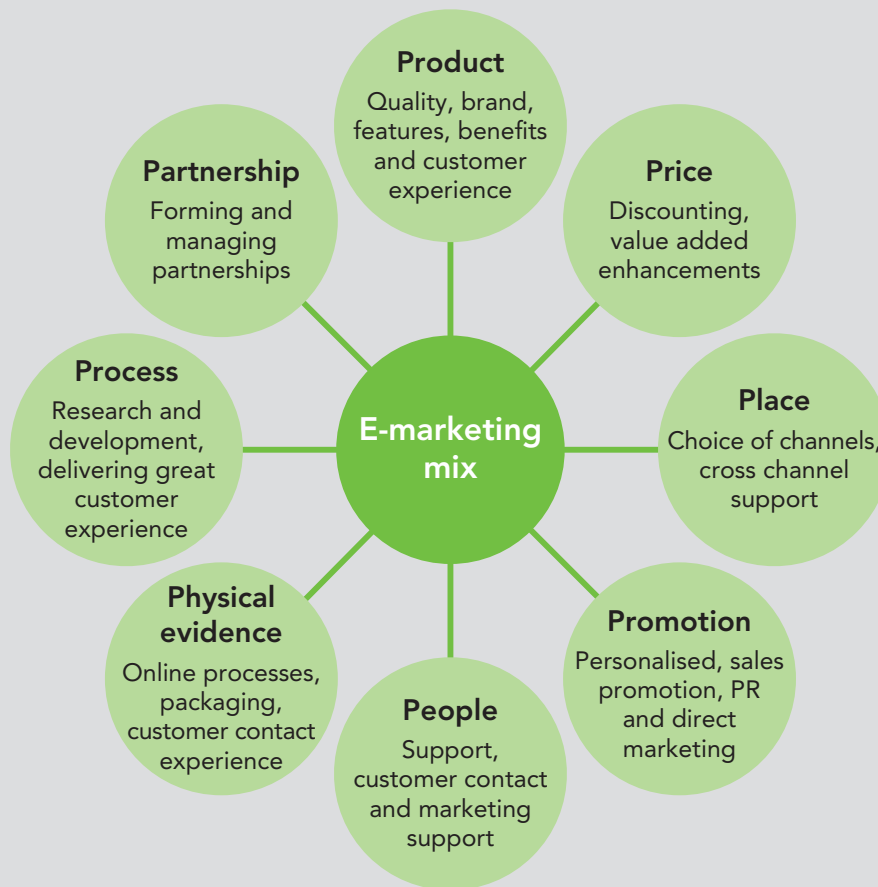 Product
Quality, brand,
features, benefits
and customer
experience
Price
Discounting,
value added
enhancements
Place
Choice of channels,
cross channel
support
Promotion
Personalised, sales
promotion, PR
and direct
marketing
People
Support,
customer contact
and marketing
support
Physical
evidence
Online processes,
packaging,
customer contact
experience
Process
Research and
development,
delivering great
customer
experience
Partnership
Forming and
managing
partnerships
E-marketing
mix